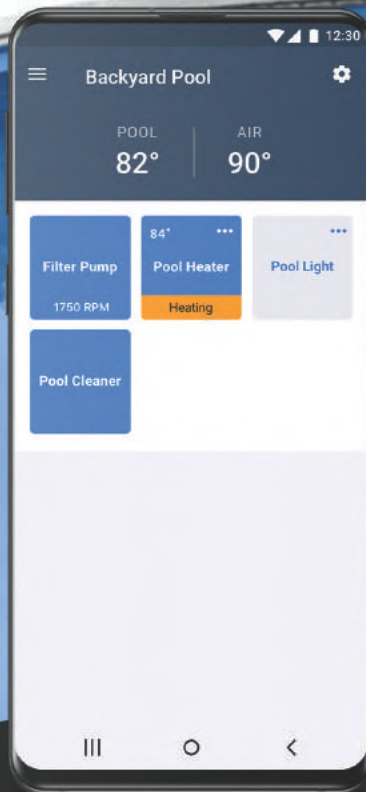 12:30
Backyard Pool
POOL AIR
82° 90°
84°
Filter Pump Pool Heater Pool Light
1750 RPM Heating
Pool Cleaner